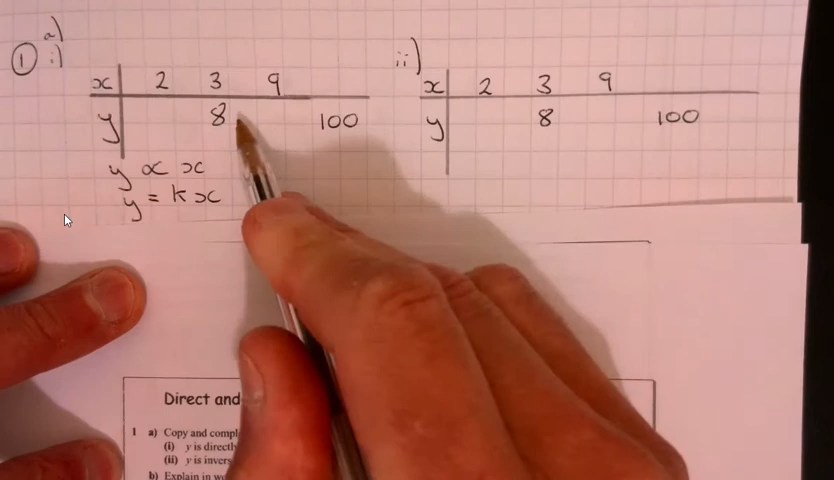 a)
① i)
x 2 3 9
y 8 100
y ∝ x
y = kx
ii)
x 2 3 9
y 8 100
Direct and
1 a) Copy and compl
(i) y is directly
(ii) y is invers
b) Explain in w